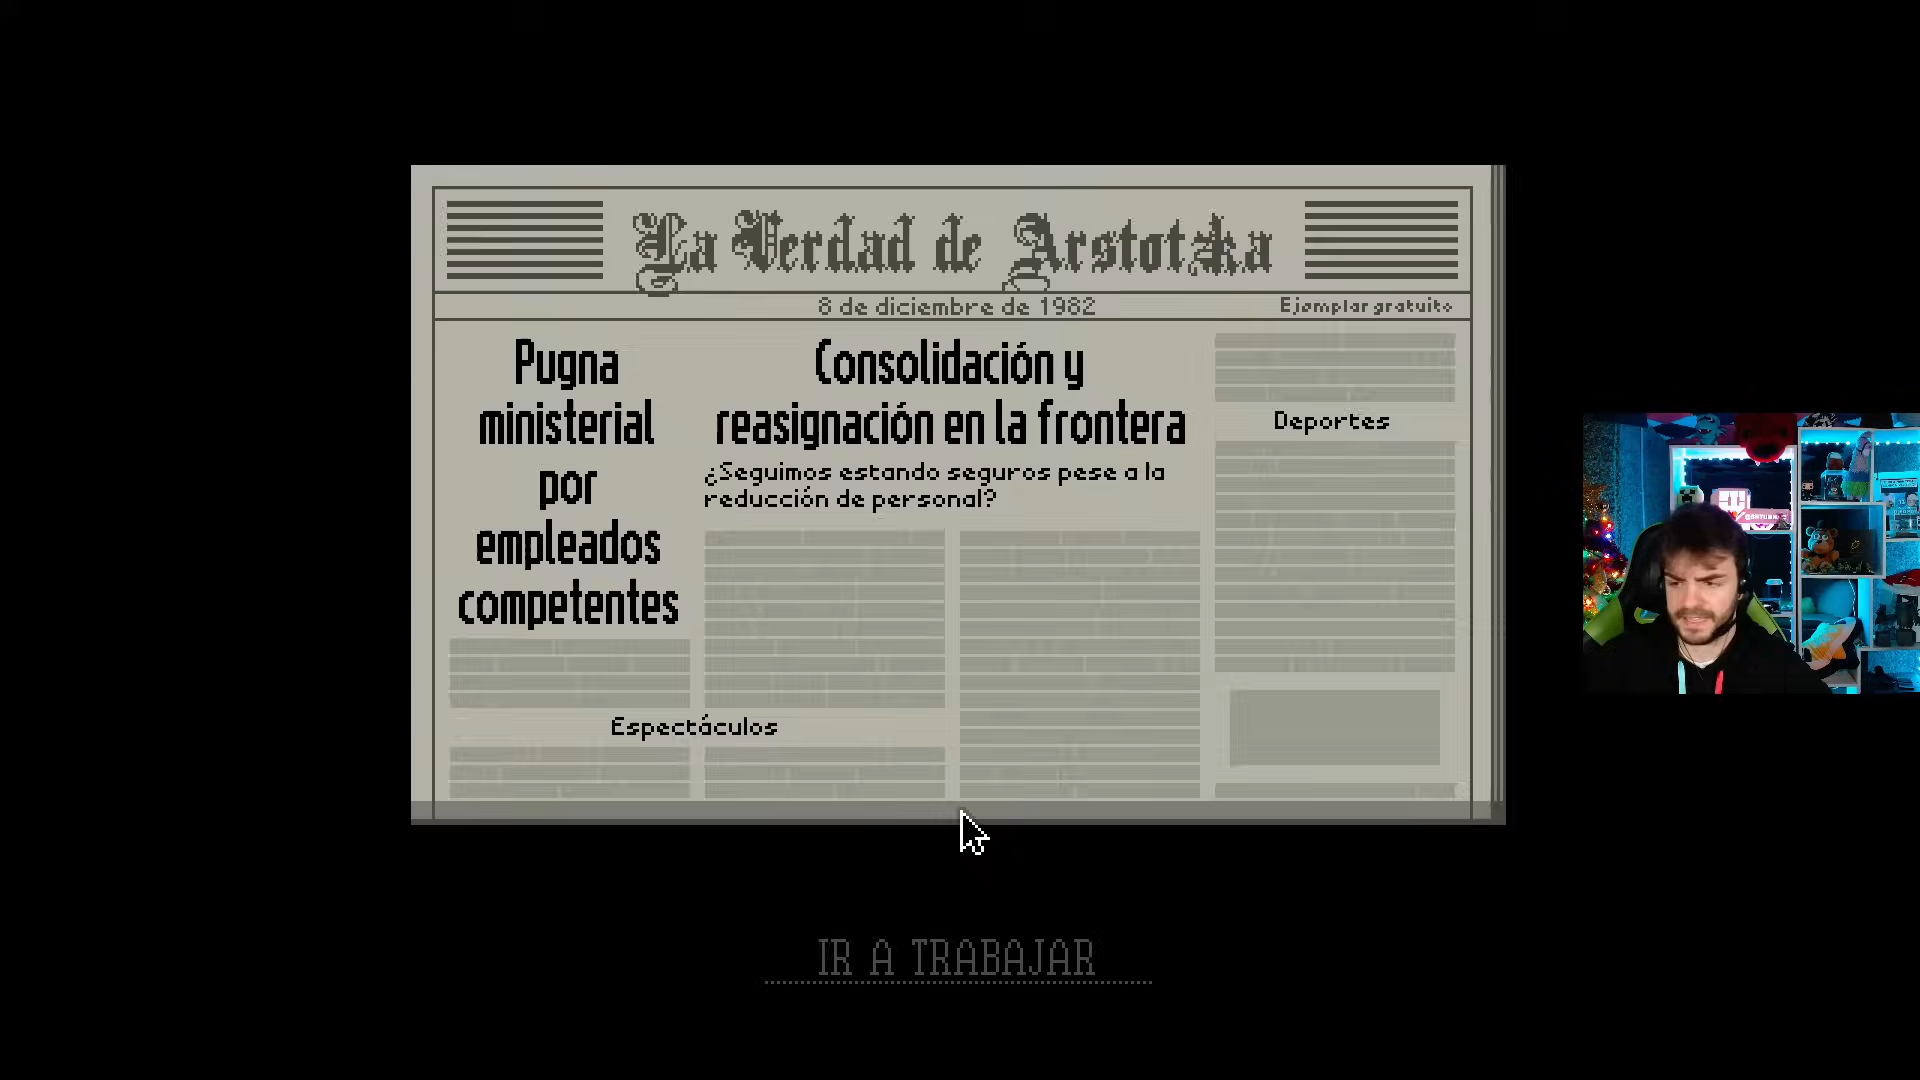 La Verdad de Arstotzka
8 de diciembre de 1982
Ejemplar gratuito
Pugna
ministerial
por
empleados
competentes
Consolidación y
reasignación en la frontera
¿Seguimos estando seguros pese a la
reducción de personal?
Deportes
Espectáculos
IR A TRABAJAR